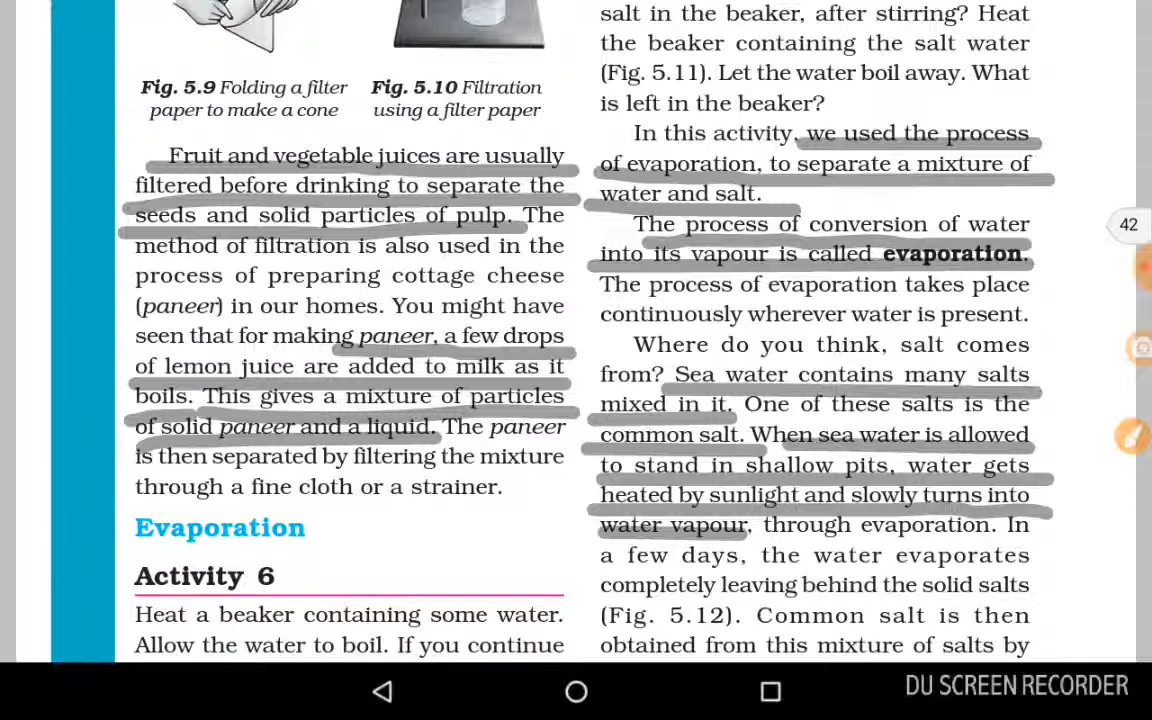 Fig. 5.9 Folding a filter
paper to make a cone
Fig. 5.10 Filtration
using a filter paper
Fruit and vegetable juices are usually
filtered before drinking to separate the
seeds and solid particles of pulp. The
method of filtration is also used in the
process of preparing cottage cheese
(paneer) in our homes. You might have
seen that for making paneer, a few drops
of lemon juice are added to milk as it
boils. This gives a mixture of particles
of solid paneer and a liquid. The paneer
is then separated by filtering the mixture
through a fine cloth or a strainer.
Evaporation
Activity 6
Heat a beaker containing some water.
Allow the water to boil. If you continue
salt in the beaker, after stirring? Heat
the beaker containing the salt water
(Fig. 5.11). Let the water boil away. What
is left in the beaker?
In this activity, we used the process
of evaporation, to separate a mixture of
water and salt.
The process of conversion of water
into its vapour is called evaporation.
The process of evaporation takes place
continuously wherever water is present.
Where do you think, salt comes
from? Sea water contains many salts
mixed in it. One of these salts is the
common salt. When sea water is allowed
to stand in shallow pits, water gets
heated by sunlight and slowly turns into
water vapour, through evaporation. In
a few days, the water evaporates
completely leaving behind the solid salts
(Fig. 5.12). Common salt is then
obtained from this mixture of salts by
42
DU SCREEN RECORDER